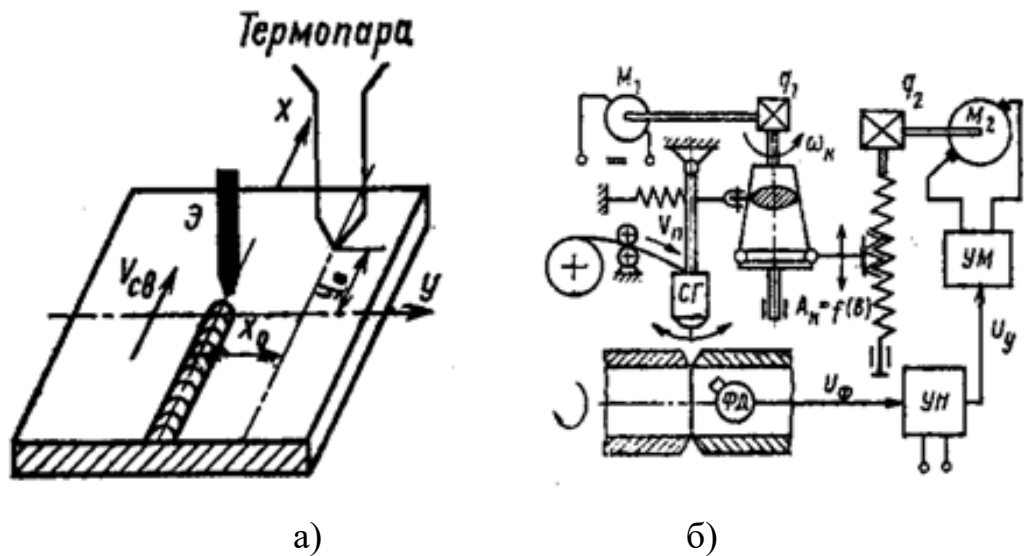 Термопара
X
Э
Vсв
y₀
x₀
У
а)
M₁
q₁
q₂
M₂
ωк
Vп
СГ
УМ
Aк=f(в)
Uу
ФД
Uф
УН
б)